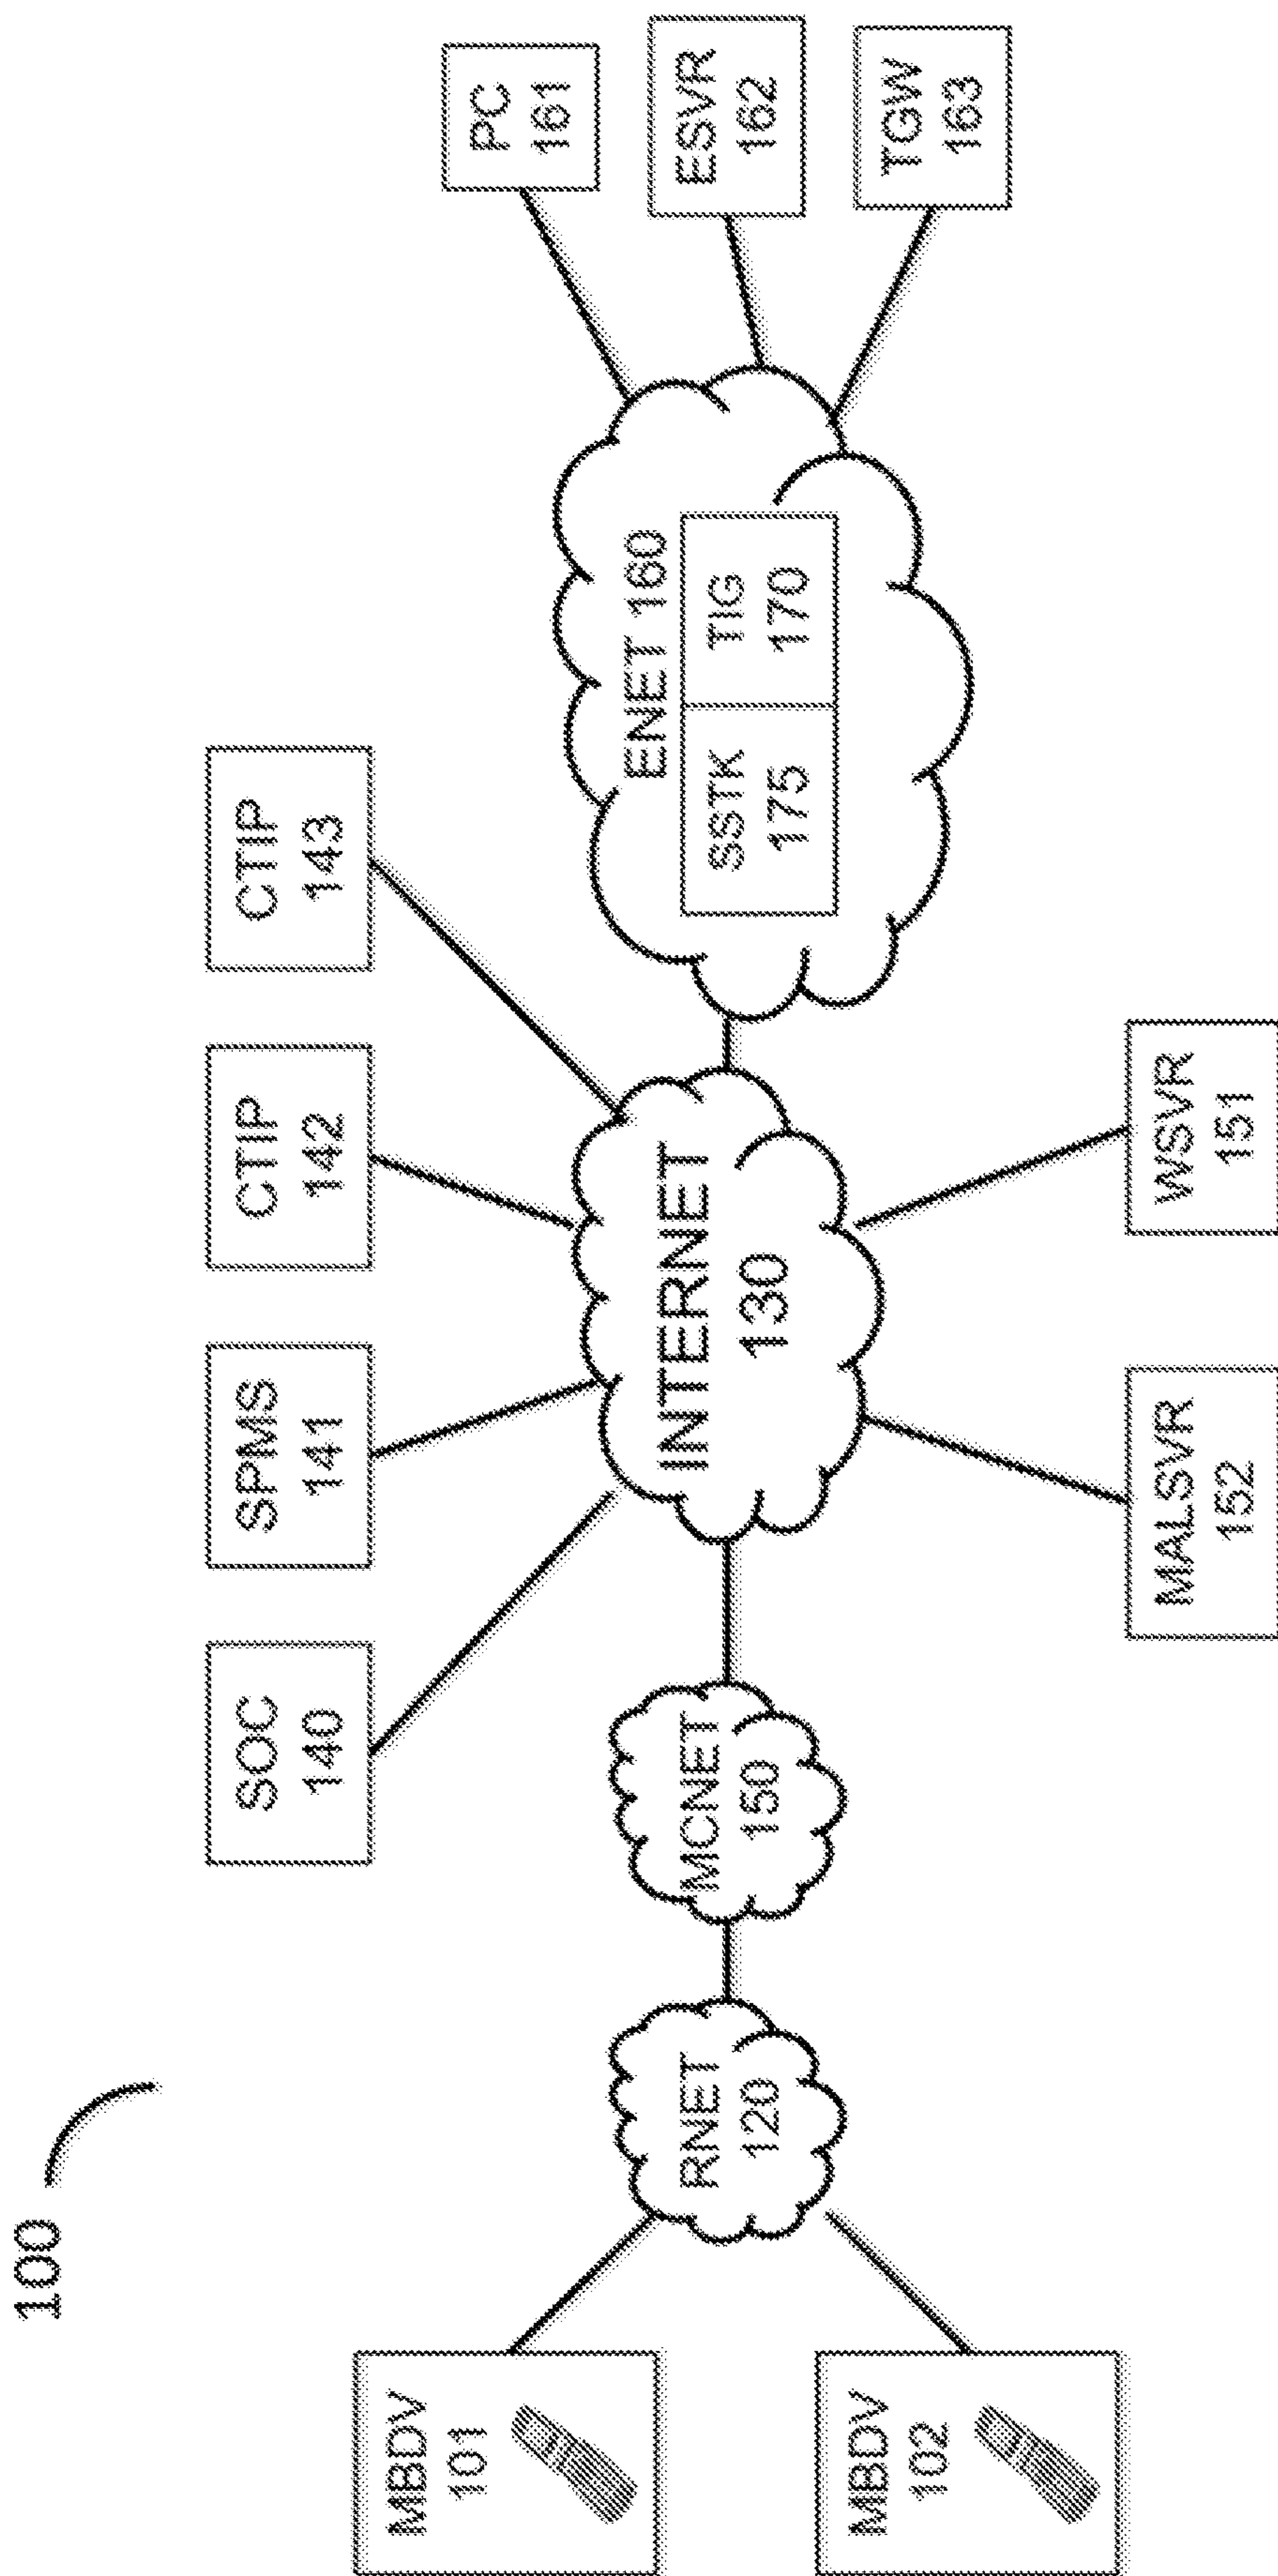 100
MBDV
101
MBDV
102
RNET
120
MCNET
150
SOC
140
SPMS
141
CTIP
142
CTIP
143
INTERNET
130
MALSVR
152
WSVR
151
ENET 160
SSTK
175
TIG
170
PC
161
ESVR
162
TGW
163